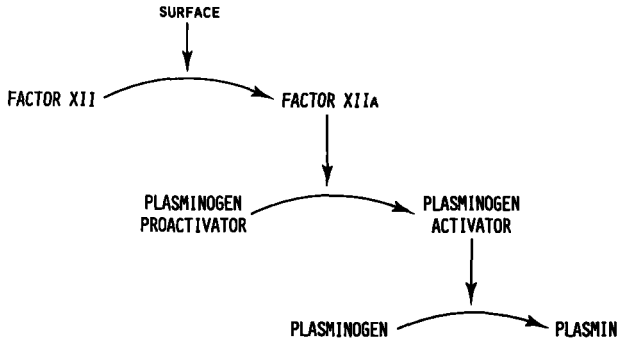 SURFACE
FACTOR XII
FACTOR XIIA
PLASMINOGEN
PROACTIVATOR
PLASMINOGEN
ACTIVATOR
PLASMINOGEN
PLASMIN